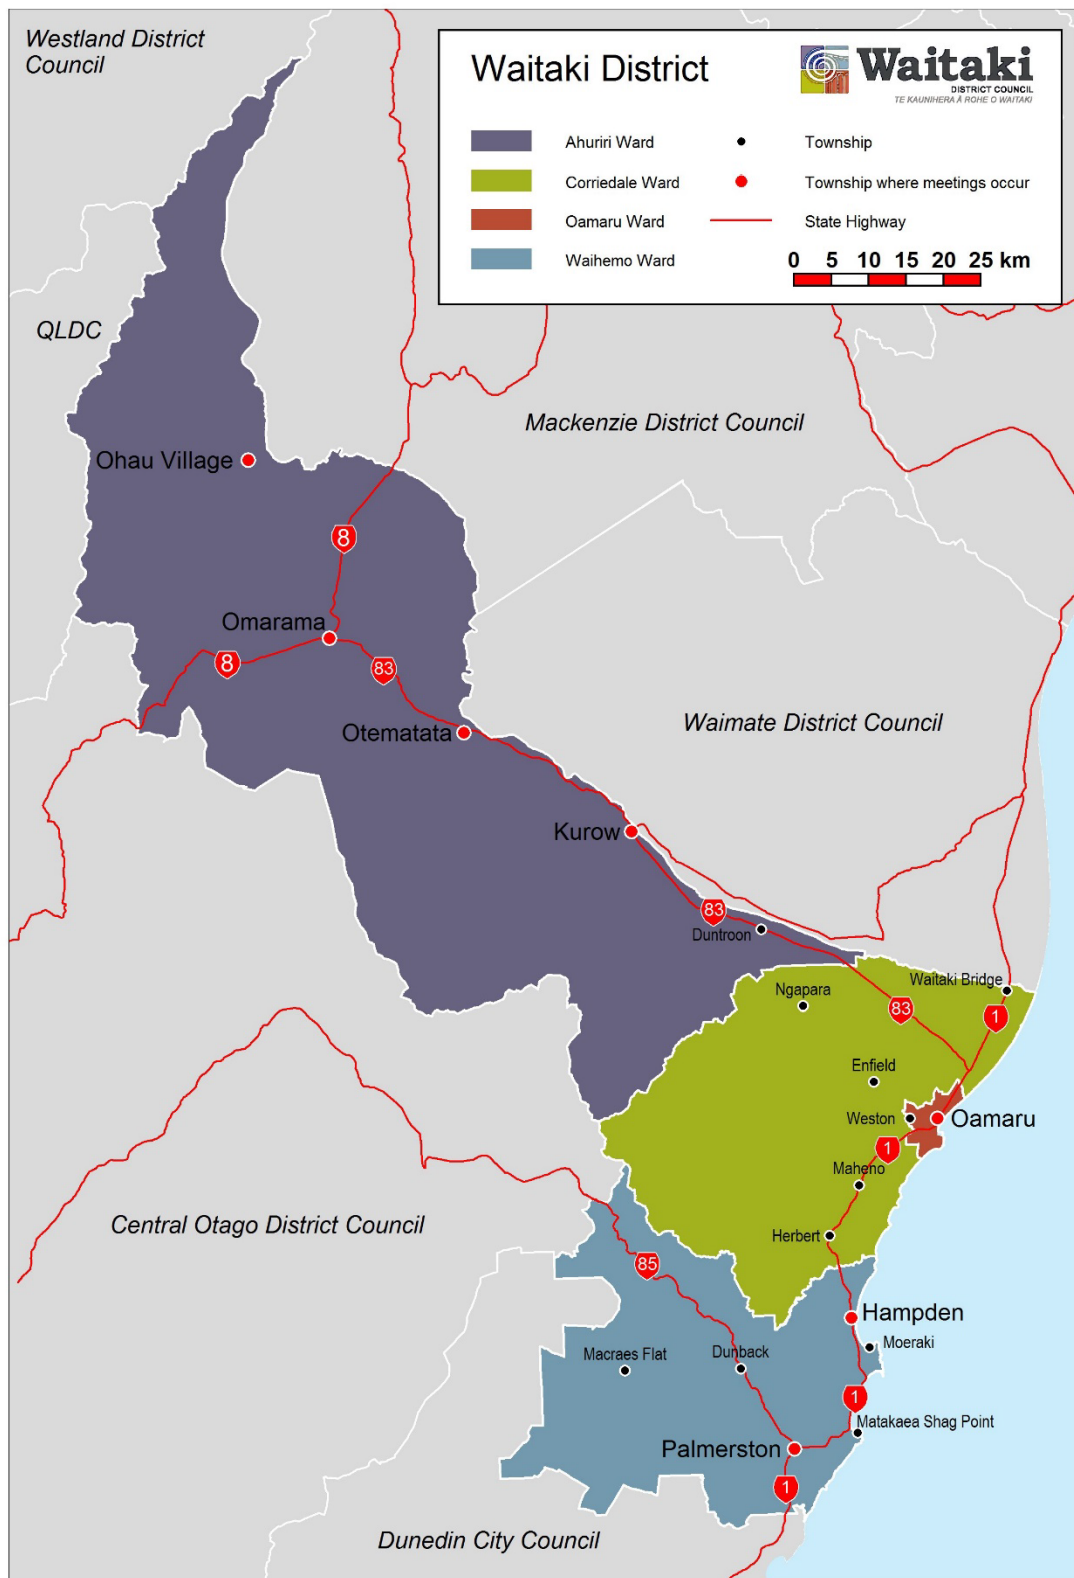 Westland District
Council
Waitaki District
Waitaki
DISTRICT COUNCIL
TE KAUNIHERA Ā ROHE O WAITAKI
Ahuriri Ward
Township
Corriedale Ward
Township where meetings occur
Oamaru Ward
State Highway
Waihemo Ward
0 5 10 15 20 25 km
QLDC
Mackenzie District Council
Ohau Village
8
Omarama
8
83
Waimate District Council
Otematata
Kurow
83
Duntroon
Waitaki Bridge
Ngapara
83
1
Enfield
Weston
Oamaru
1
Maheno
Central Otago District Council
Herbert
85
Hampden
Moeraki
Macraes Flat
Dunback
1
Matakaea Shag Point
Palmerston
1
Dunedin City Council